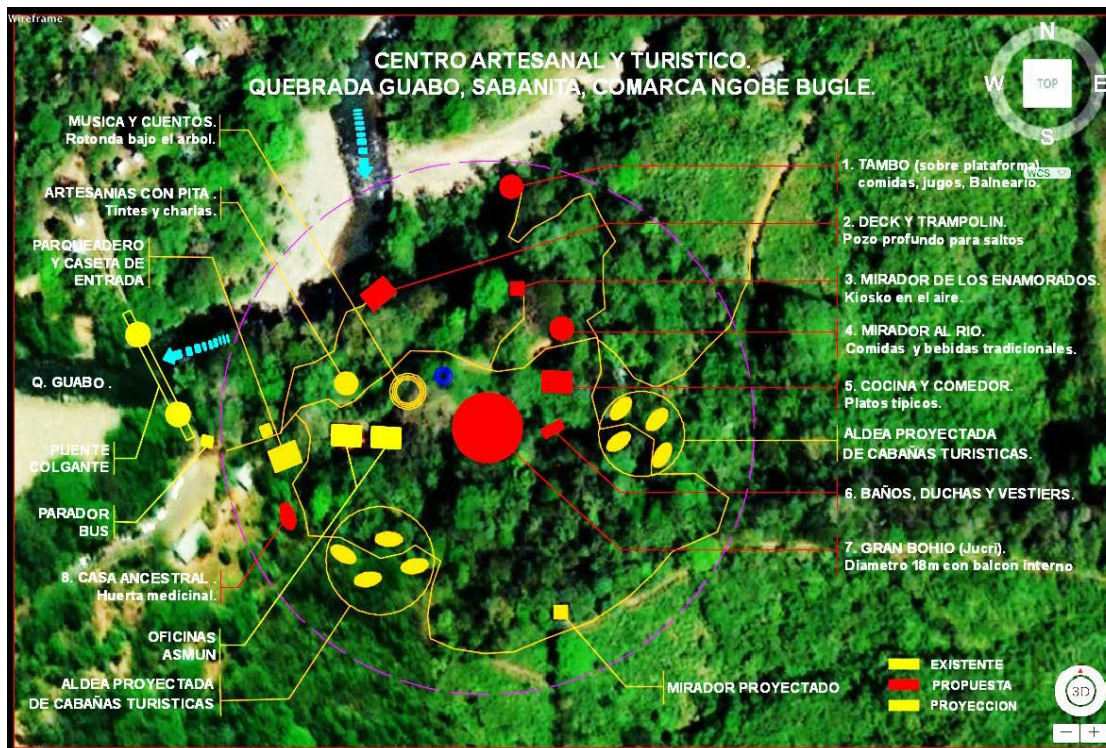 Wireframe
CENTRO ARTESANAL Y TURISTICO.
QUEBRADA GUABO, SABANITA, COMARCA NGOBE BUGLE.
N
W
TOP
E
S
WCS
MUSICA Y CUENTOS.
Rotonda bajo el arbol.
ARTESANIAS CON PITA .
Tintes y charlas.
PARQUEADERO
Y CASETA DE
ENTRADA
Q. GUABO .
PUENTE
COLGANTE
PARADOR
BUS
8. CASA ANCESTRAL .
Huerta medicinal.
OFICINAS
ASMUN
ALDEA PROYECTADA
DE CABAÑAS TURISTICAS
1. TAMBO (sobre plataforma)
comidas, jugos, Balneario.
2. DECK Y TRAMPOLIN.
Pozo profundo para saltos
3. MIRADOR DE LOS ENAMORADOS.
Kiosko en el aire.
4. MIRADOR AL RIO.
Comidas y bebidas tradicionales.
5. COCINA Y COMEDOR.
Platos tipicos.
ALDEA PROYECTADA
DE CABAÑAS TURISTICAS.
6. BAÑOS, DUCHAS Y VESTIERS.
7. GRAN BOHIO (Jucri).
Diametro 18m con balcon interno
MIRADOR PROYECTADO
EXISTENTE
PROPUESTA
PROYECCION
3D